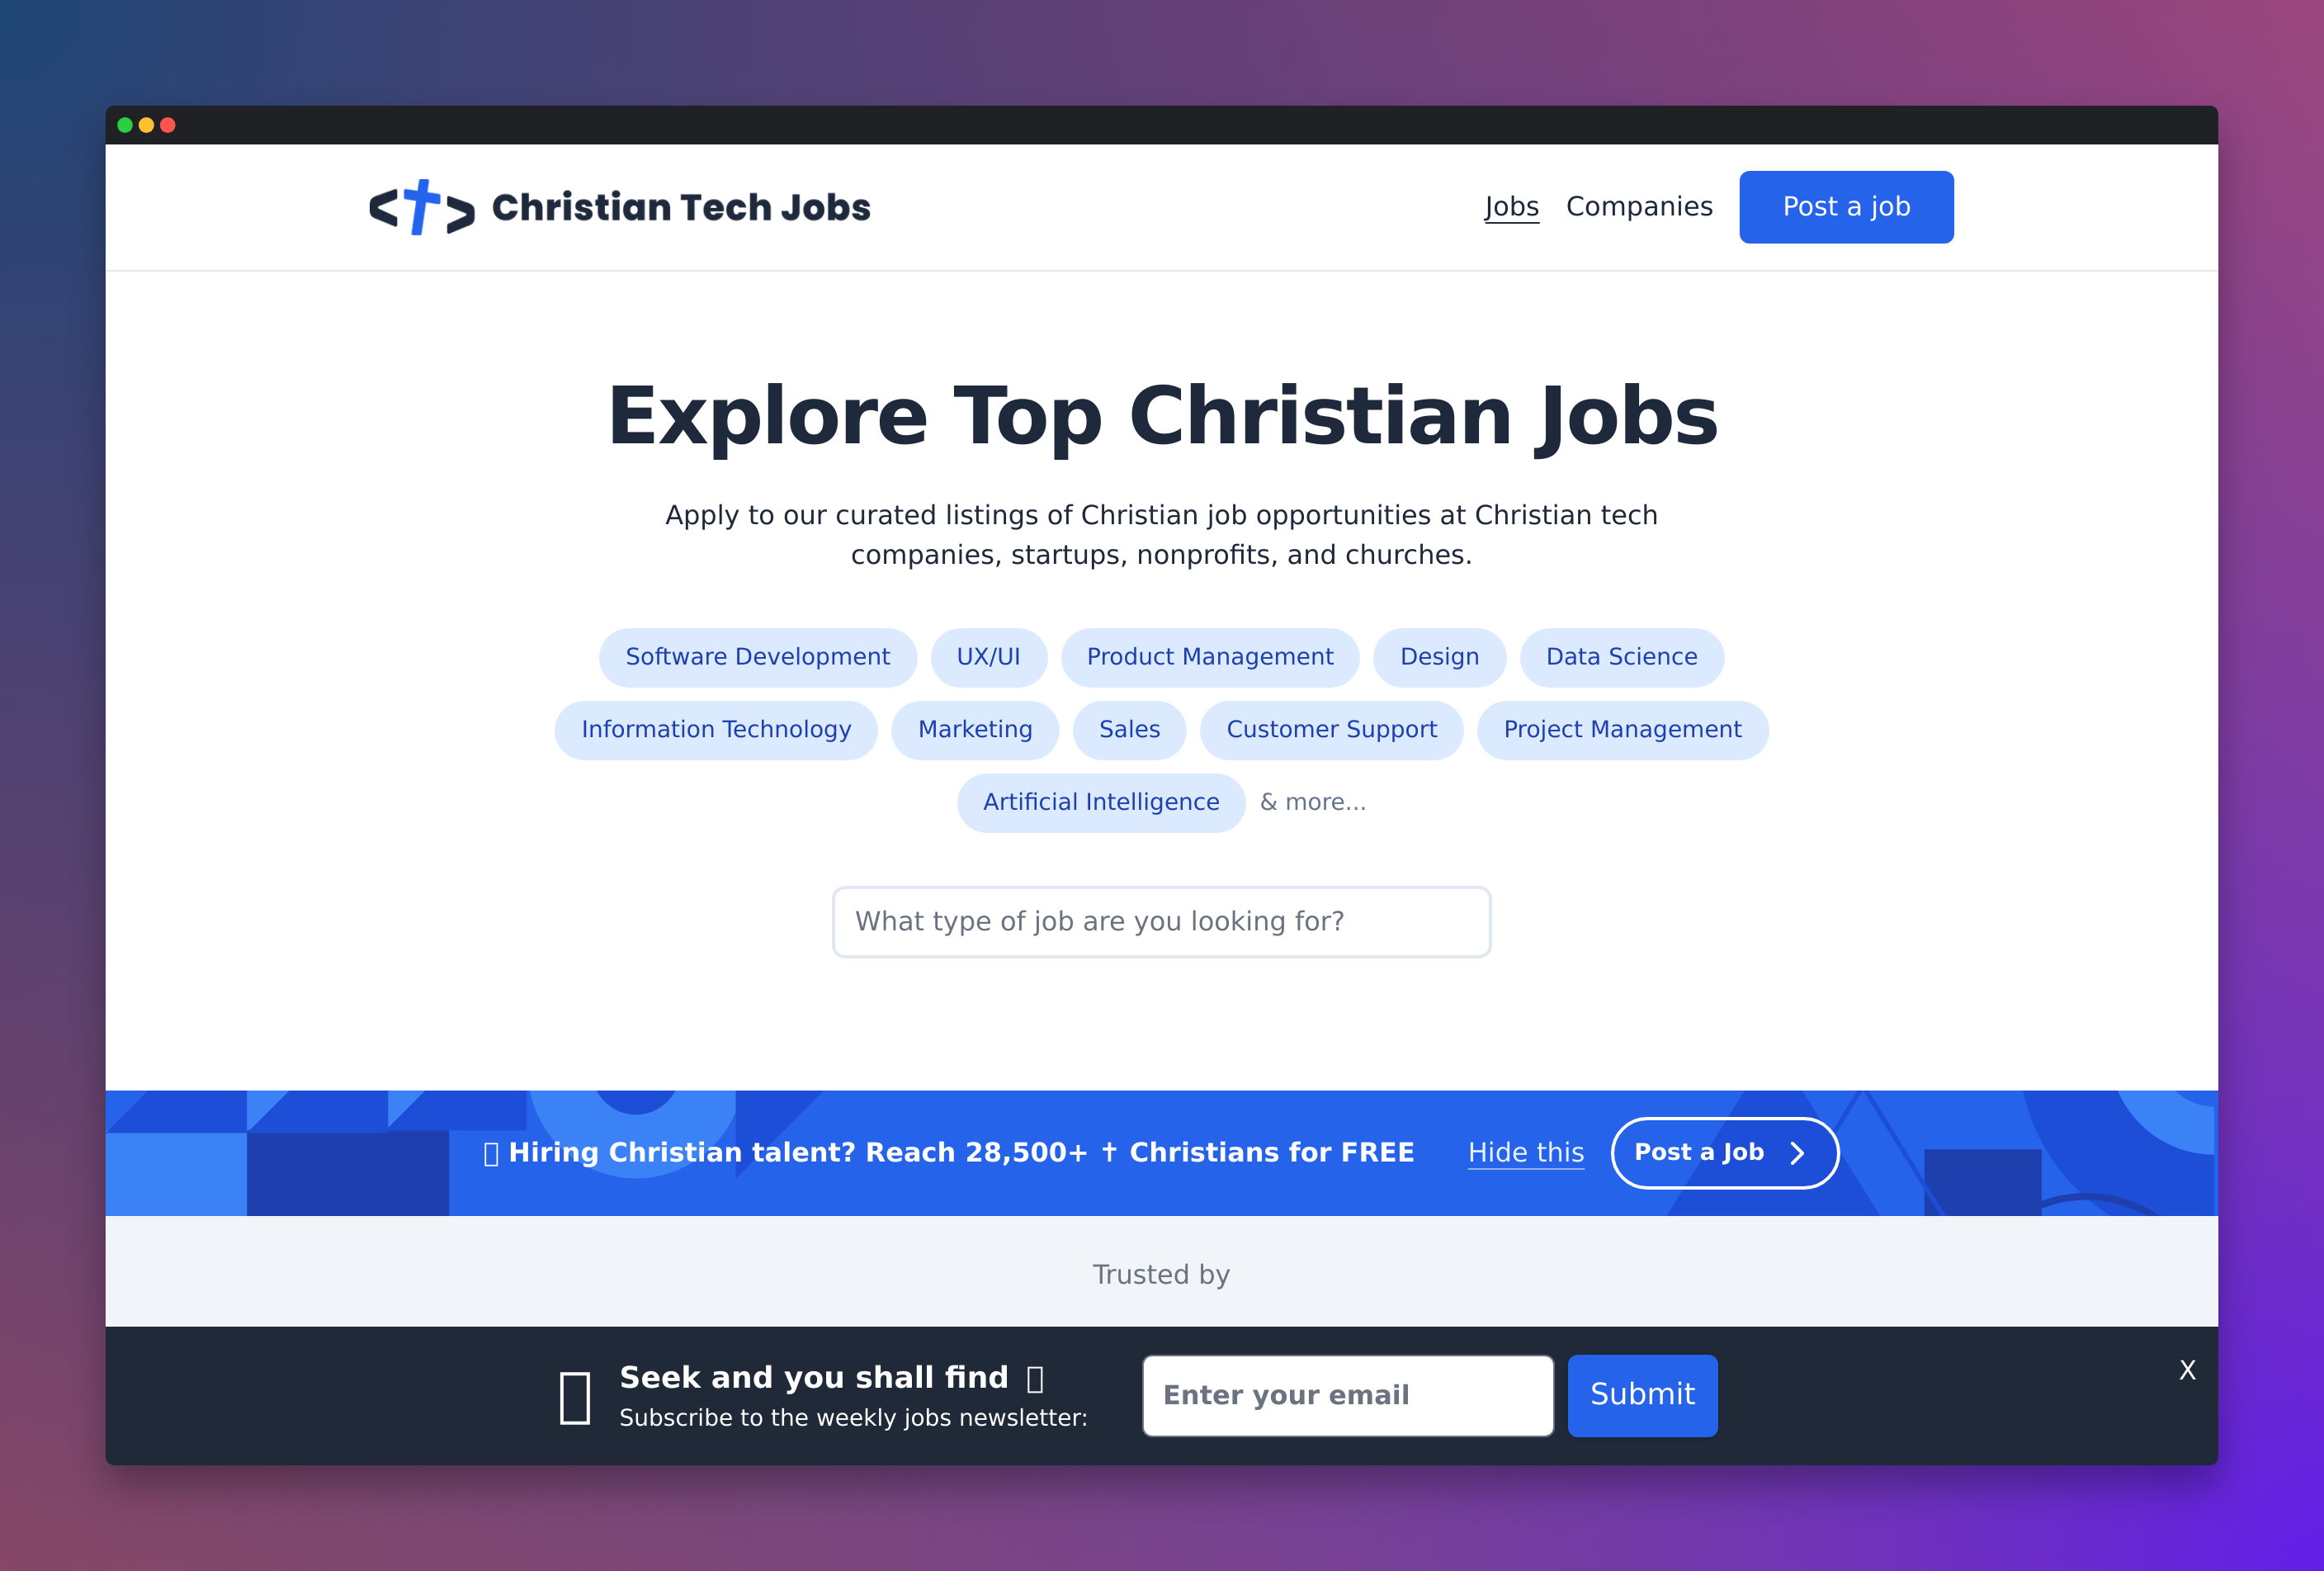 Christian Tech Jobs
Jobs Companies Post a job
Explore Top Christian Jobs
Apply to our curated listings of Christian job opportunities at Christian tech
companies, startups, nonprofits, and churches.
Software Development UX/UI Product Management Design Data Science
Information Technology Marketing Sales Customer Support Project Management
Artificial Intelligence & more...
What type of job are you looking for?
Hiring Christian talent? Reach 28,500+ ✝ Christians for FREE Hide this Post a Job
Trusted by
Seek and you shall find
Subscribe to the weekly jobs newsletter:
Enter your email Submit X